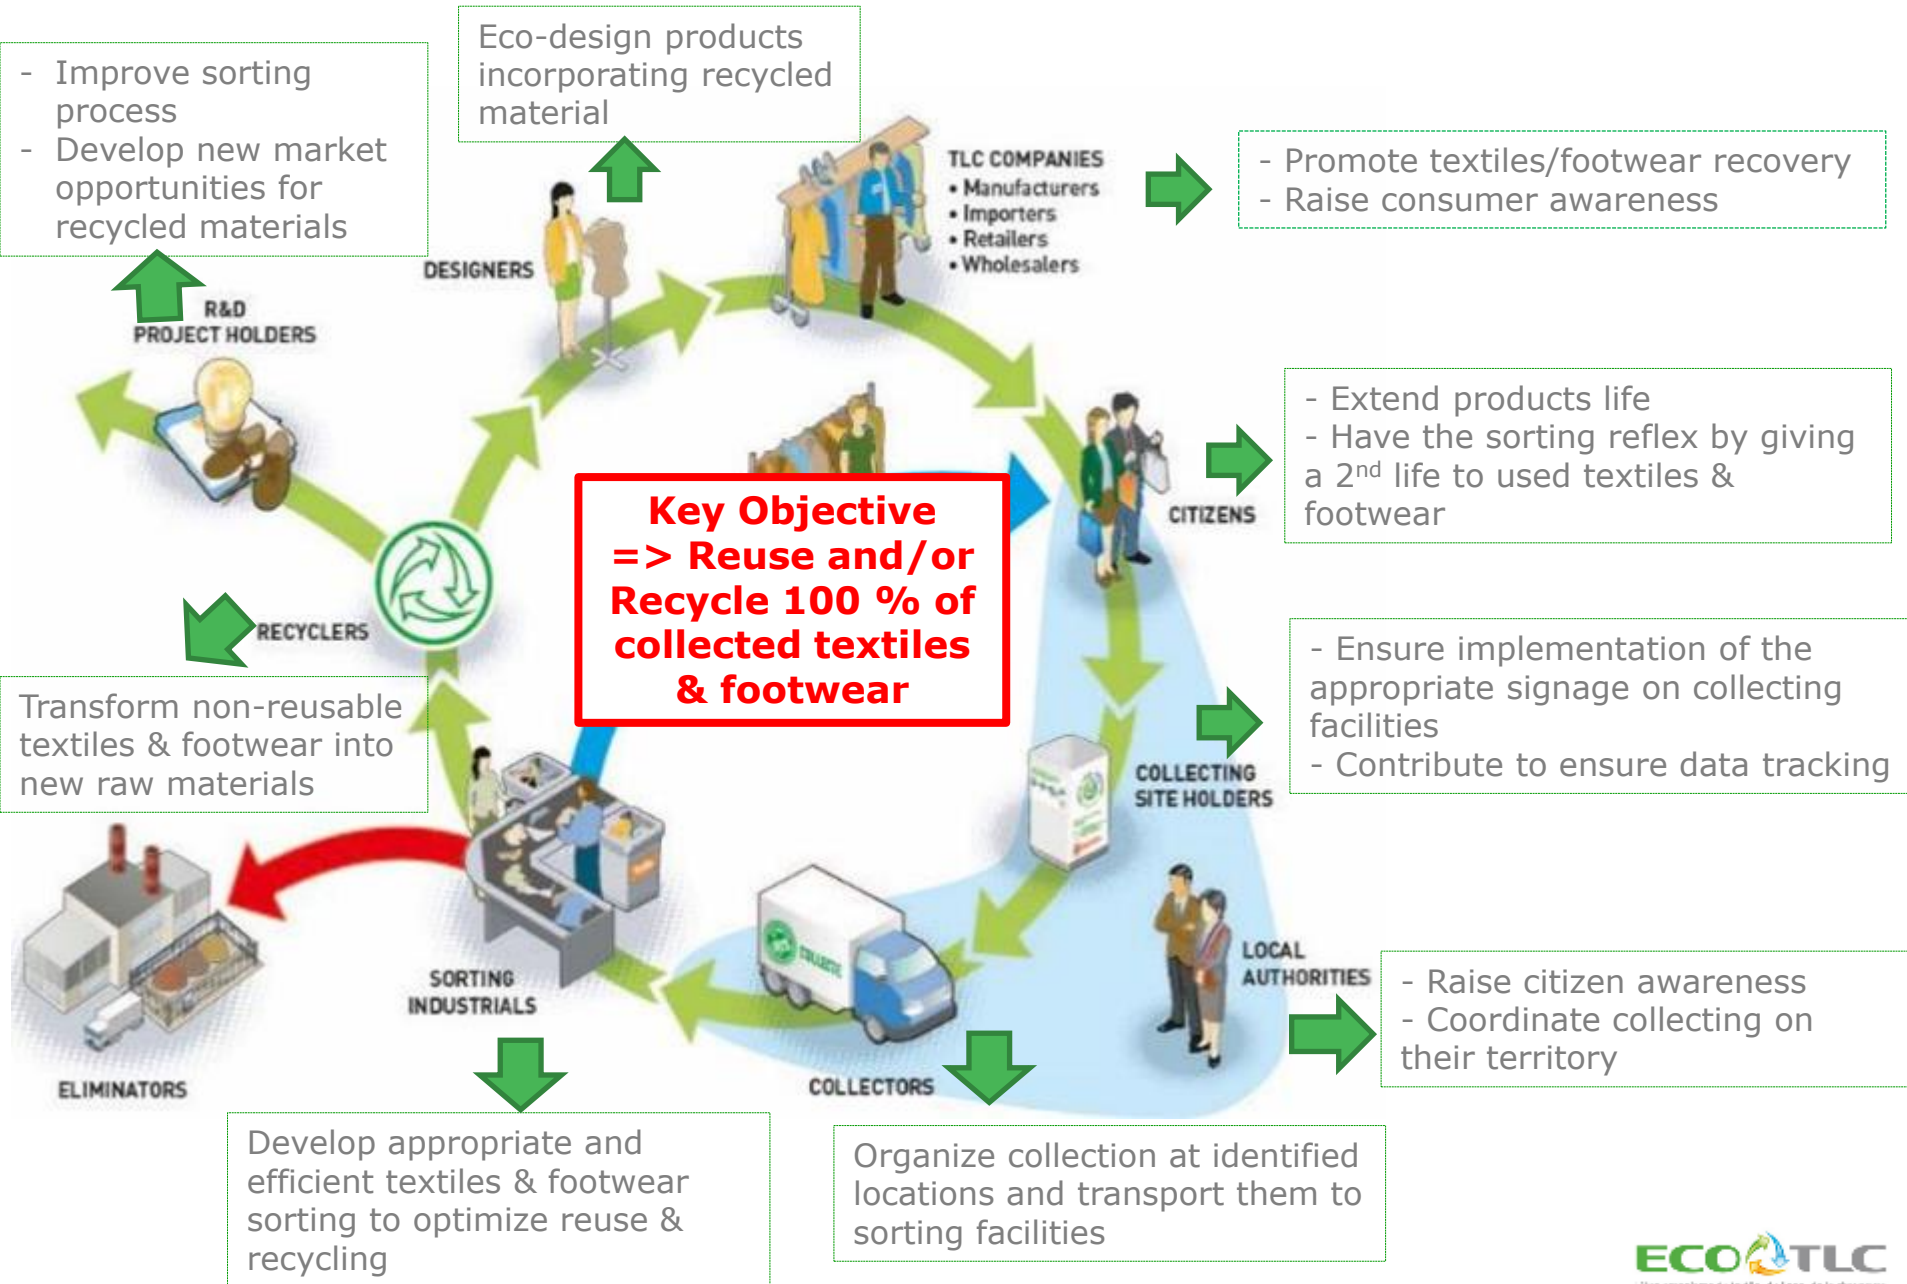 - Improve sorting
process
- Develop new market
opportunities for
recycled materials
Eco-design products
incorporating recycled
material
TLC COMPANIES
• Manufacturers
• Importers
• Retailers
• Wholesalers
- Promote textiles/footwear recovery
- Raise consumer awareness
DESIGNERS
R&D
PROJECT HOLDERS
- Extend products life
- Have the sorting reflex by giving
a 2nd life to used textiles &
footwear
CITIZENS
Key Objective
=> Reuse and/or
Recycle 100 % of
collected textiles
& footwear
RECYCLERS
Transform non-reusable
textiles & footwear into
new raw materials
- Ensure implementation of the
appropriate signage on collecting
facilities
- Contribute to ensure data tracking
COLLECTING
SITE HOLDERS
LOCAL
AUTHORITIES
- Raise citizen awareness
- Coordinate collecting on
their territory
SORTING
INDUSTRIALS
ELIMINATORS
COLLECTORS
Develop appropriate and
efficient textiles & footwear
sorting to optimize reuse &
recycling
Organize collection at identified
locations and transport them to
sorting facilities
ECO TLC